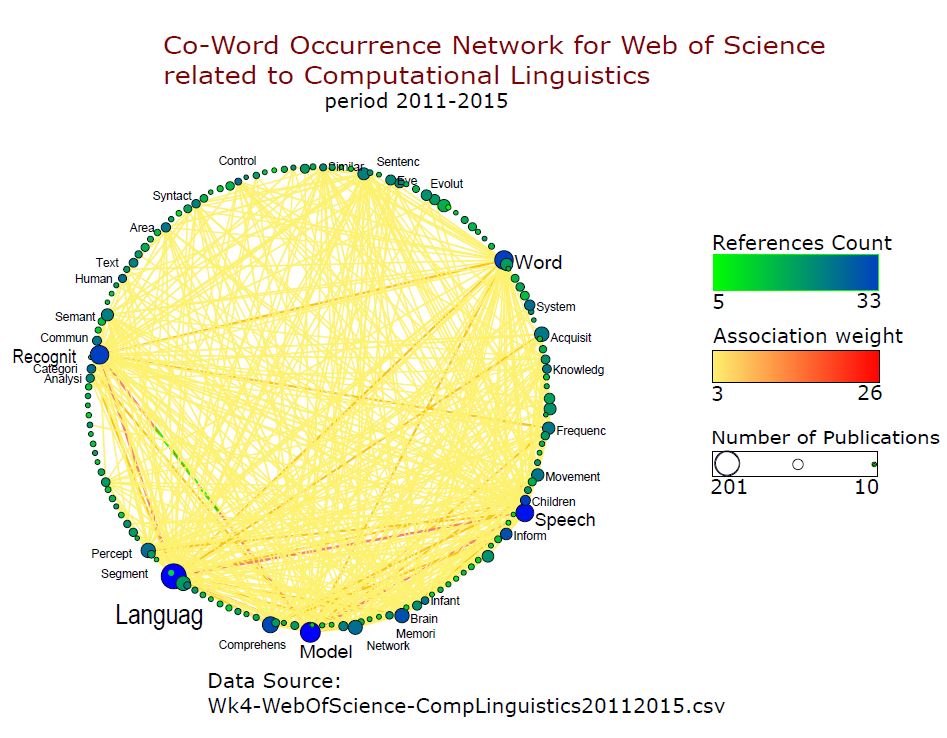 Co-Word Occurrence Network for Web of Science
related to Computational Linguistics
period 2011-2015
Control
Similar
Sentenc
Eye
Evolut
Syntact
Area
Text
Human
Word
Semant
System
Commun
Acquisit
Recognit
Categori
Knowledg
Analysi
Frequenc
Movement
Children
Speech
Inform
Percept
Segment
Languag
Infant
Brain
Memori
Comprehens
Model
Network
References Count
5 33
Association weight
3 26
Number of Publications
201 10
Data Source:
Wk4-WebOfScience-CompLinguistics20112015.csv